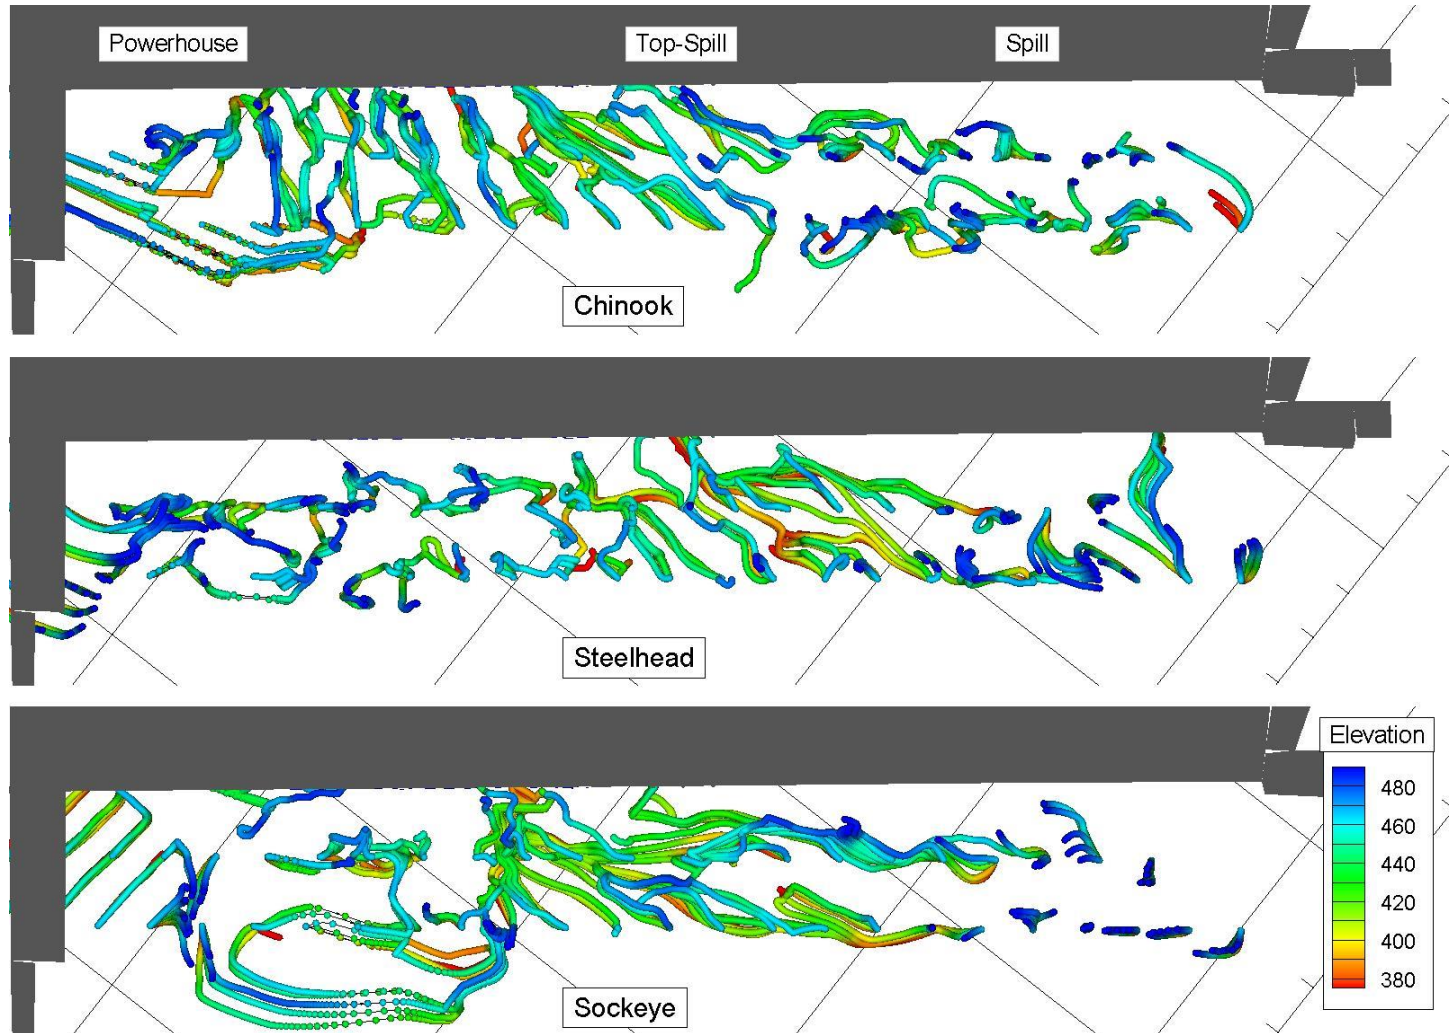 Powerhouse
Top-Spill
Spill
Chinook
Steelhead
Elevation
480
460
440
420
400
380
Sockeye